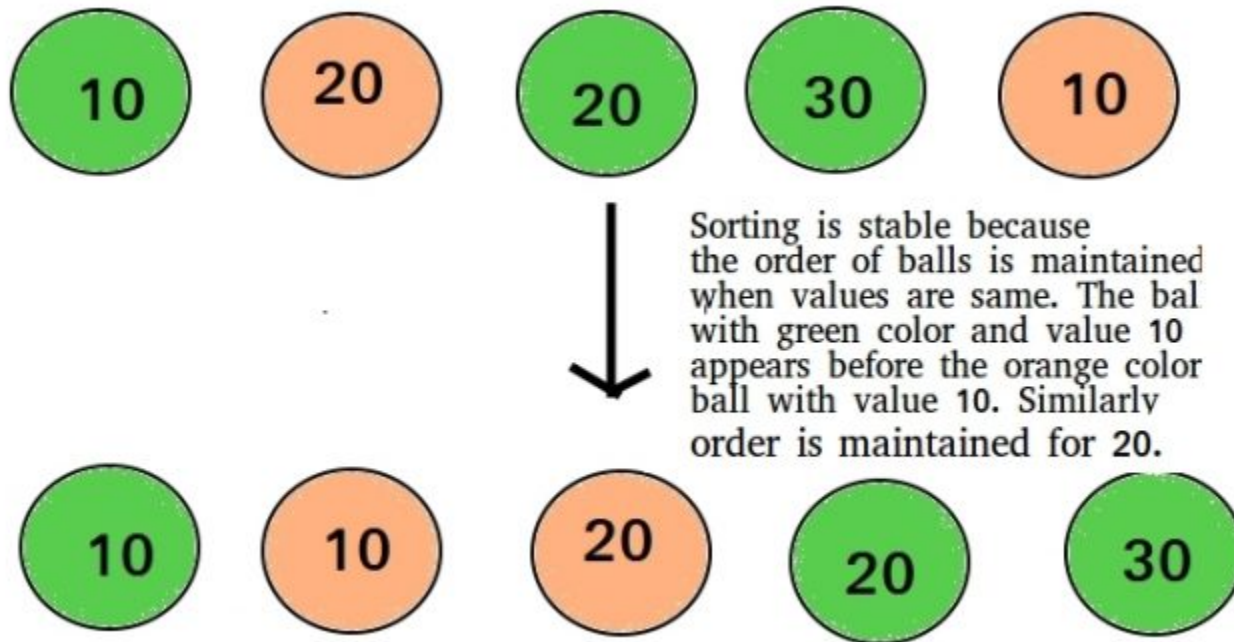 10 20 20 30 10
Sorting is stable because
the order of balls is maintained
when values are same. The bal
with green color and value 10
appears before the orange color
ball with value 10. Similarly
order is maintained for 20.
10 10 20 20 30